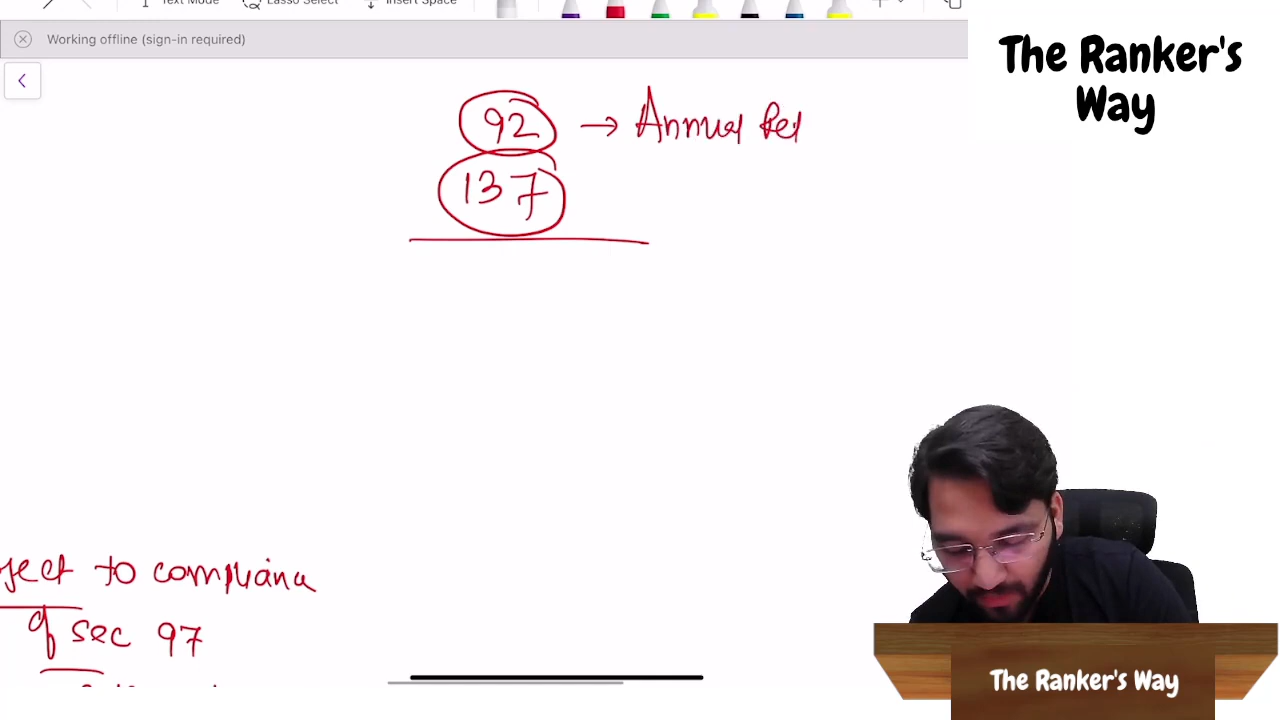 Text Mode
Lasso Select
Insert Space
Working offline (sign-in required)
The Ranker's
Way
92 → Annual Ret
137
ject to compliance
of sec 97
The Ranker's Way